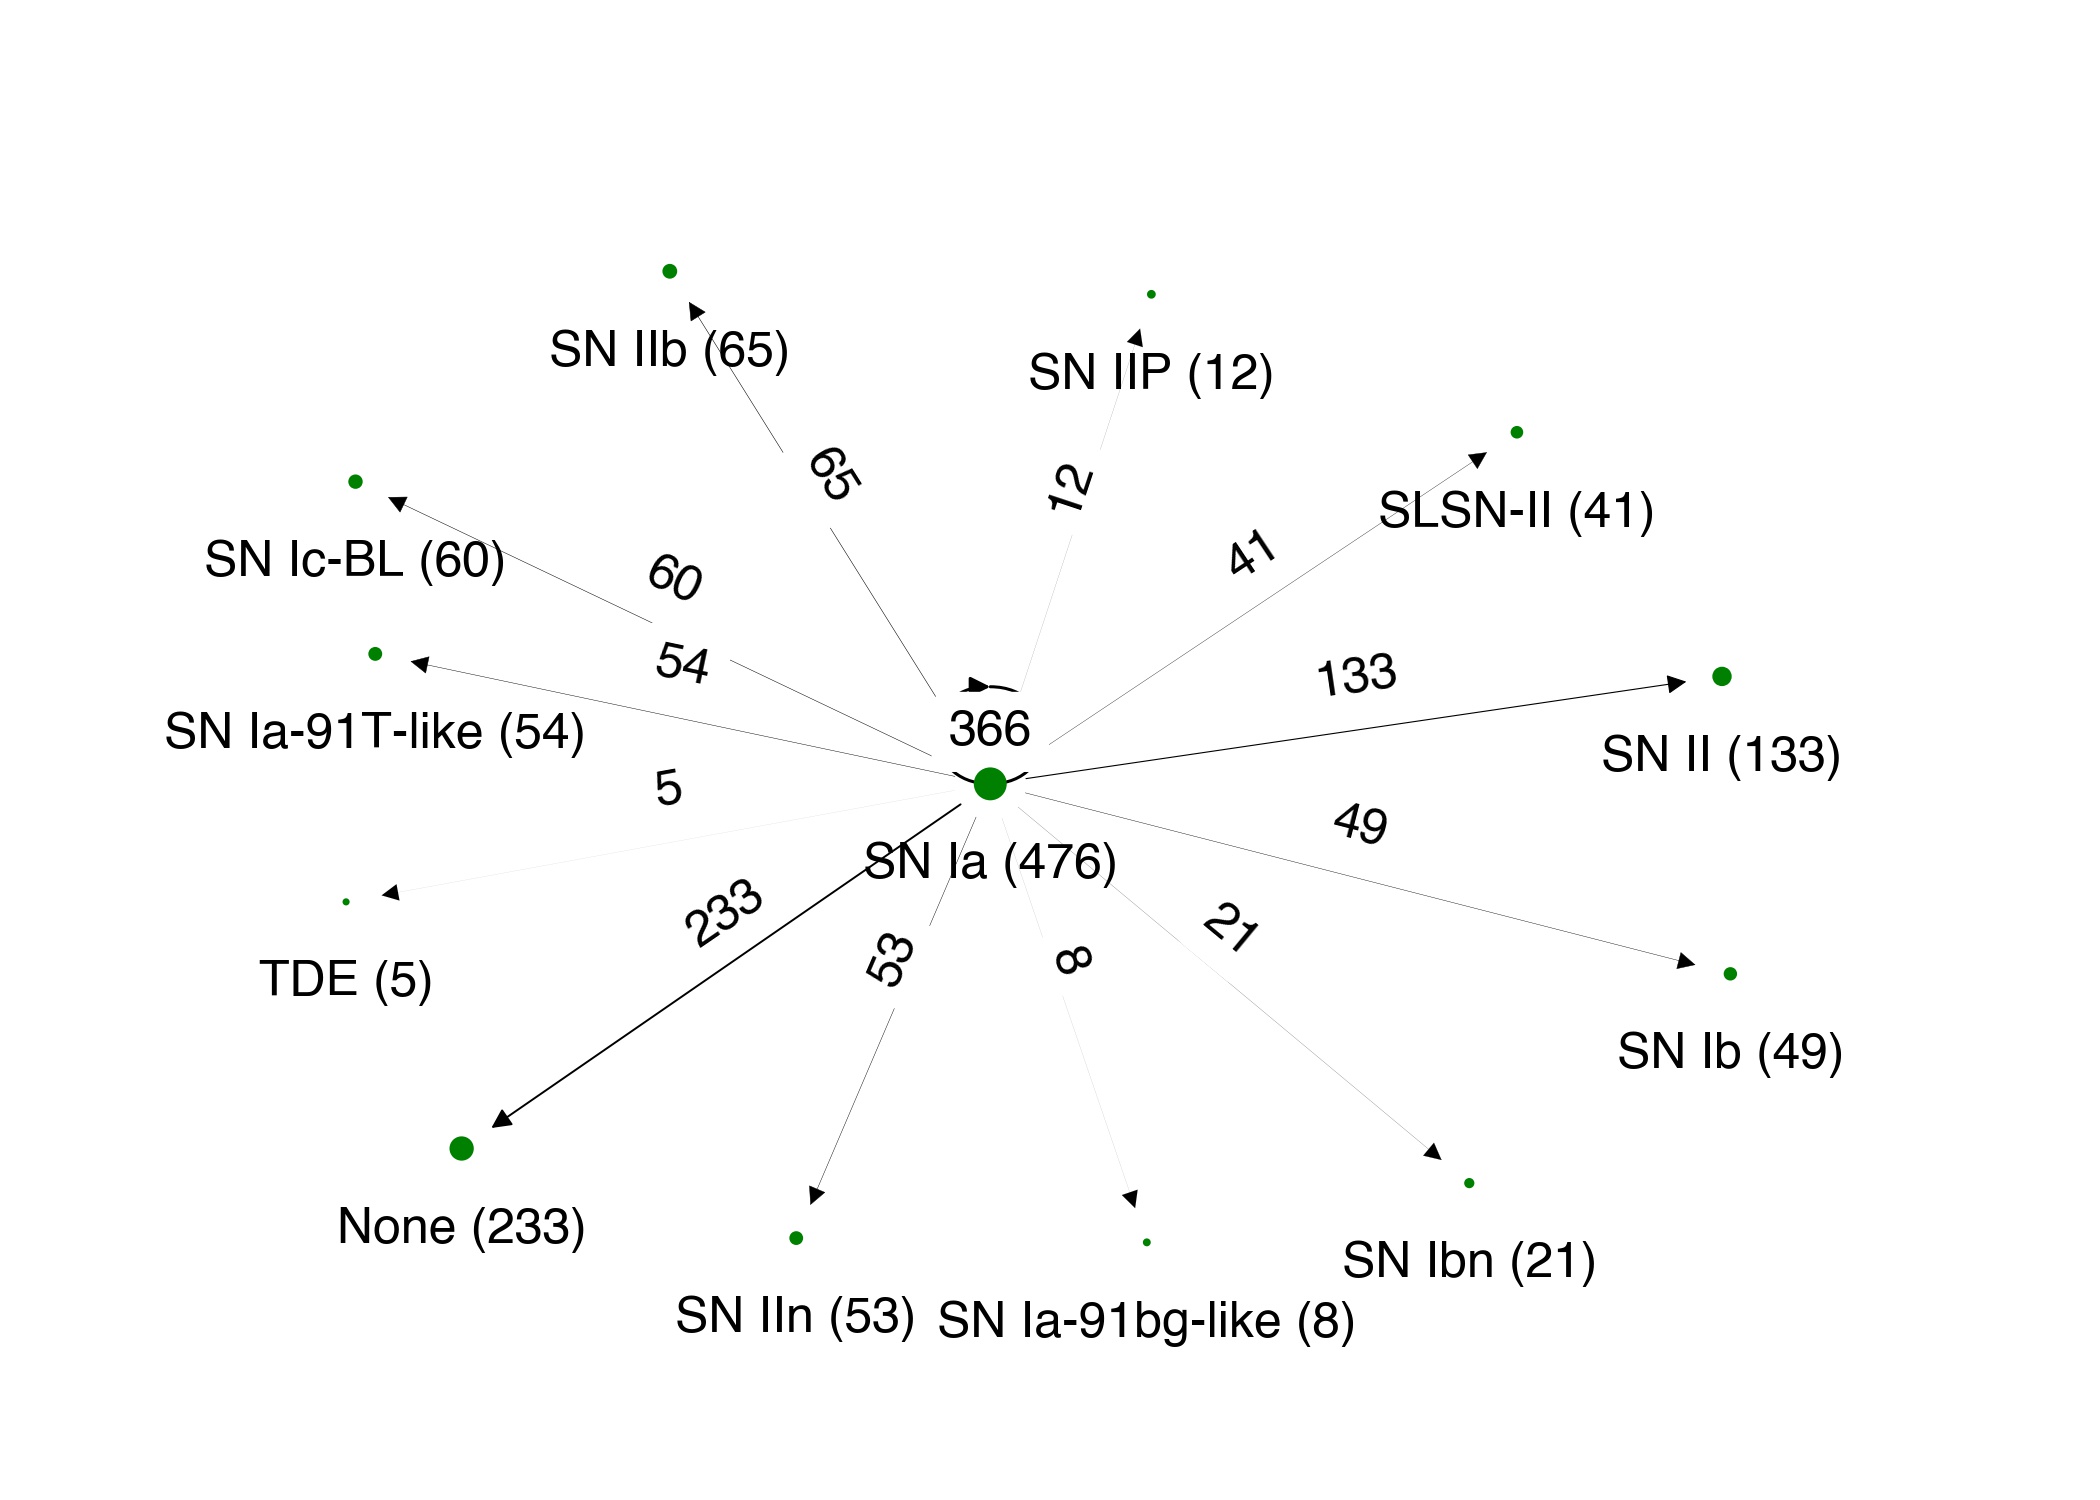 SN IIb (65)
SN IIP (12)
65
12
SLSN-II (41)
41
SN Ic-BL (60)
60
54
133
SN Ia-91T-like (54)
366
SN II (133)
5
49
SN Ia (476)
233
21
53
8
TDE (5)
SN Ib (49)
None (233)
SN Ibn (21)
SN IIn (53)
SN Ia-91bg-like (8)